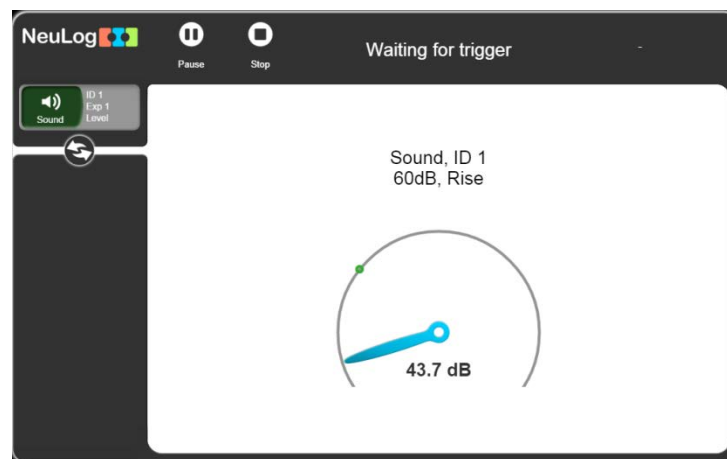 NeuLog
Pause
Stop
Waiting for trigger
-
Sound
ID 1
Exp 1
Level
Sound, ID 1
60dB, Rise
43.7 dB